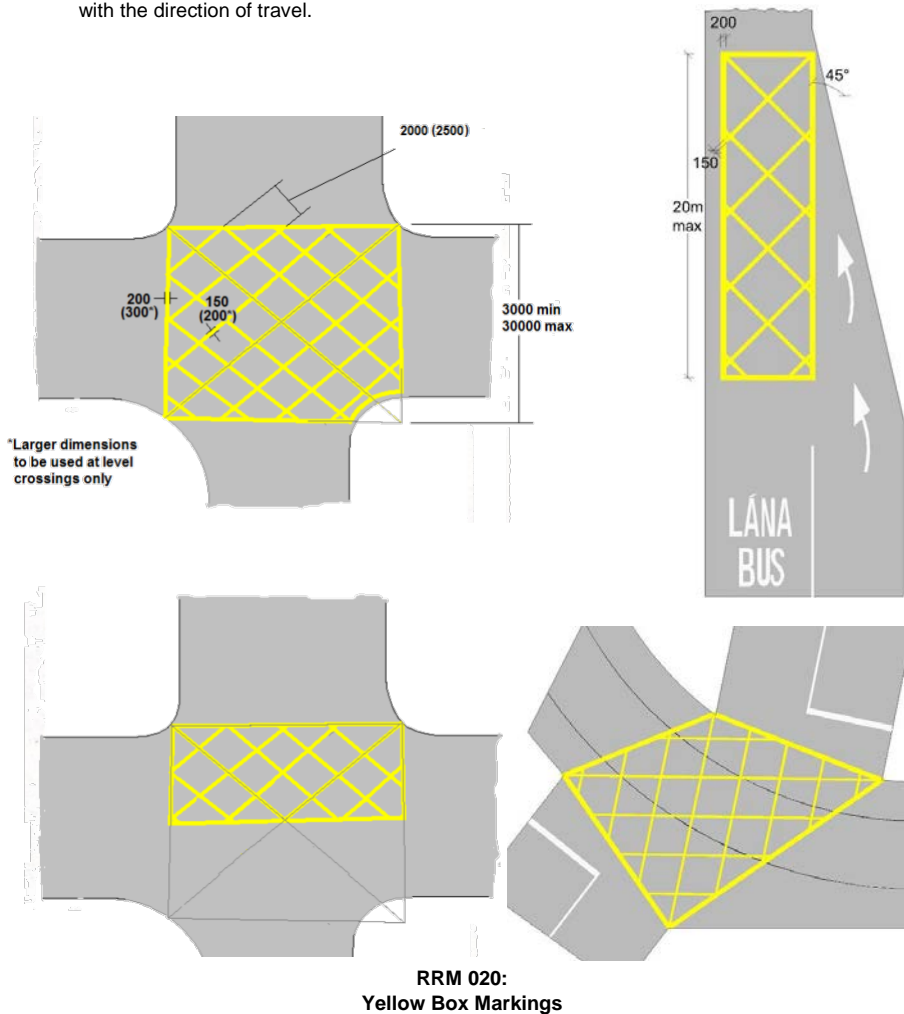 with the direction of travel.
2000 (2500)
200
(300*)
150
(200*)
3000 min
30000 max
*Larger dimensions
to be used at level
crossings only
200
45°
150
20m
max
LÁNA
BUS
RRM 020:
Yellow Box Markings